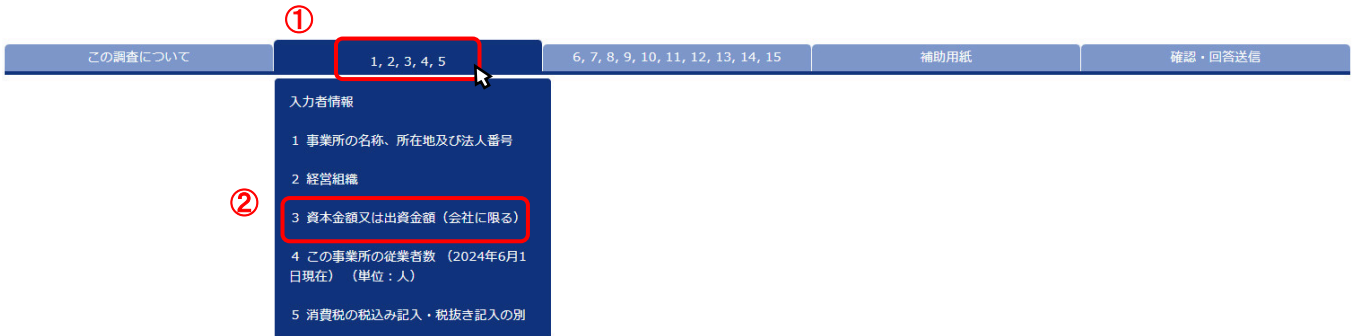 ①
この調査について
1, 2, 3, 4, 5
6, 7, 8, 9, 10, 11, 12, 13, 14, 15
補助用紙
確認・回答送信
入力者情報
1 事業所の名称、所在地及び法人番号
2 経営組織
②
3 資本金額又は出資金額（会社に限る）
4 この事業所の従業者数 （2024年6月1
日現在） （単位：人）
5 消費税の税込み記入・税抜き記入の別